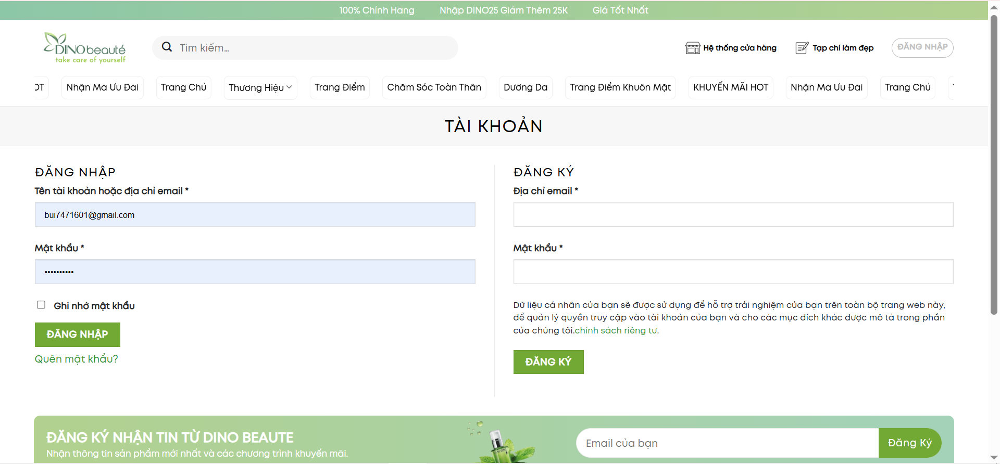 100% Chính Hãng
Nhập DINO25 Giảm Thêm 25K
Giá Tốt Nhất
DINO beauté
take care of yourself
Tìm kiếm...
Hệ thống cửa hàng
Tạp chí làm đẹp
ĐĂNG NHẬP
OT
Nhận Mã Ưu Đãi
Trang Chủ
Thương Hiệu
Trang Điểm
Chăm Sóc Toàn Thân
Dưỡng Da
Trang Điểm Khuôn Mặt
KHUYẾN MÃI HOT
Nhận Mã Ưu Đãi
Trang Chủ
TÀI KHOẢN
ĐĂNG NHẬP
Tên tài khoản hoặc địa chỉ email *
bui7471601@gmail.com
Mật khẩu *
••••••••••
Ghi nhớ mật khẩu
ĐĂNG NHẬP
Quên mật khẩu?
ĐĂNG KÝ
Địa chỉ email *
Mật khẩu *
Dữ liệu cá nhân của bạn sẽ được sử dụng để hỗ trợ trải nghiệm của bạn trên toàn bộ trang web này,
để quản lý quyền truy cập vào tài khoản của bạn và cho các mục đích khác được mô tả trong phần
của chúng tôi.chính sách riêng tư.
ĐĂNG KÝ
ĐĂNG KÝ NHẬN TIN TỪ DINO BEAUTE
Nhận thông tin sản phẩm mới nhất và các chương trình khuyến mãi.
Email của bạn
Đăng Ký